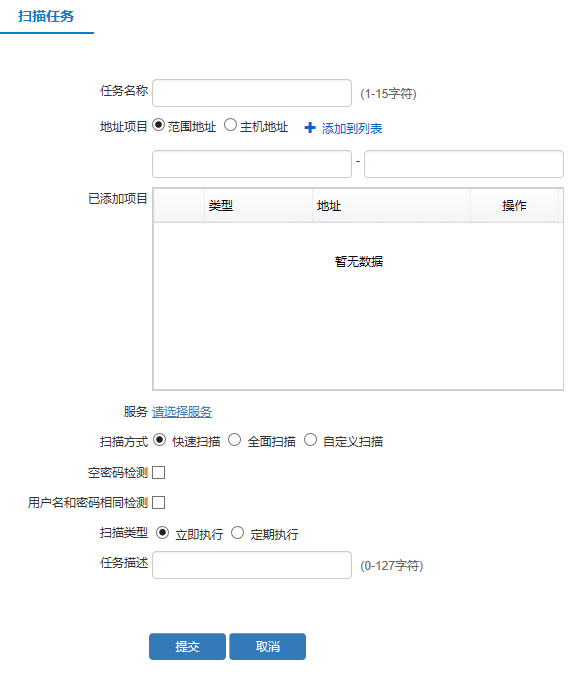 扫描任务
任务名称 (1-15字符)
地址项目 范围地址 主机地址 添加到列表
-
已添加项目 类型 地址 操作
暂无数据
服务 请选择服务
扫描方式 快速扫描 全面扫描 自定义扫描
空密码检测
用户名和密码相同检测
扫描类型 立即执行 定期执行
任务描述 (0-127字符)
提交 取消